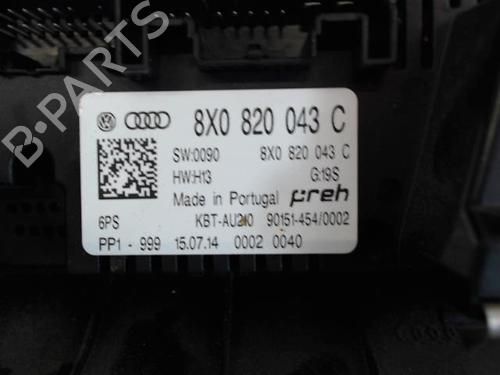 8X0 820 043 C
SW:0090 8X0 820 043 C
HW:H13 G:19S
Made in Portugal preh
6PS KBT-AU210 90151-454/0002
PP1 - 999 15.07.14 0002 0040
B-PARTS